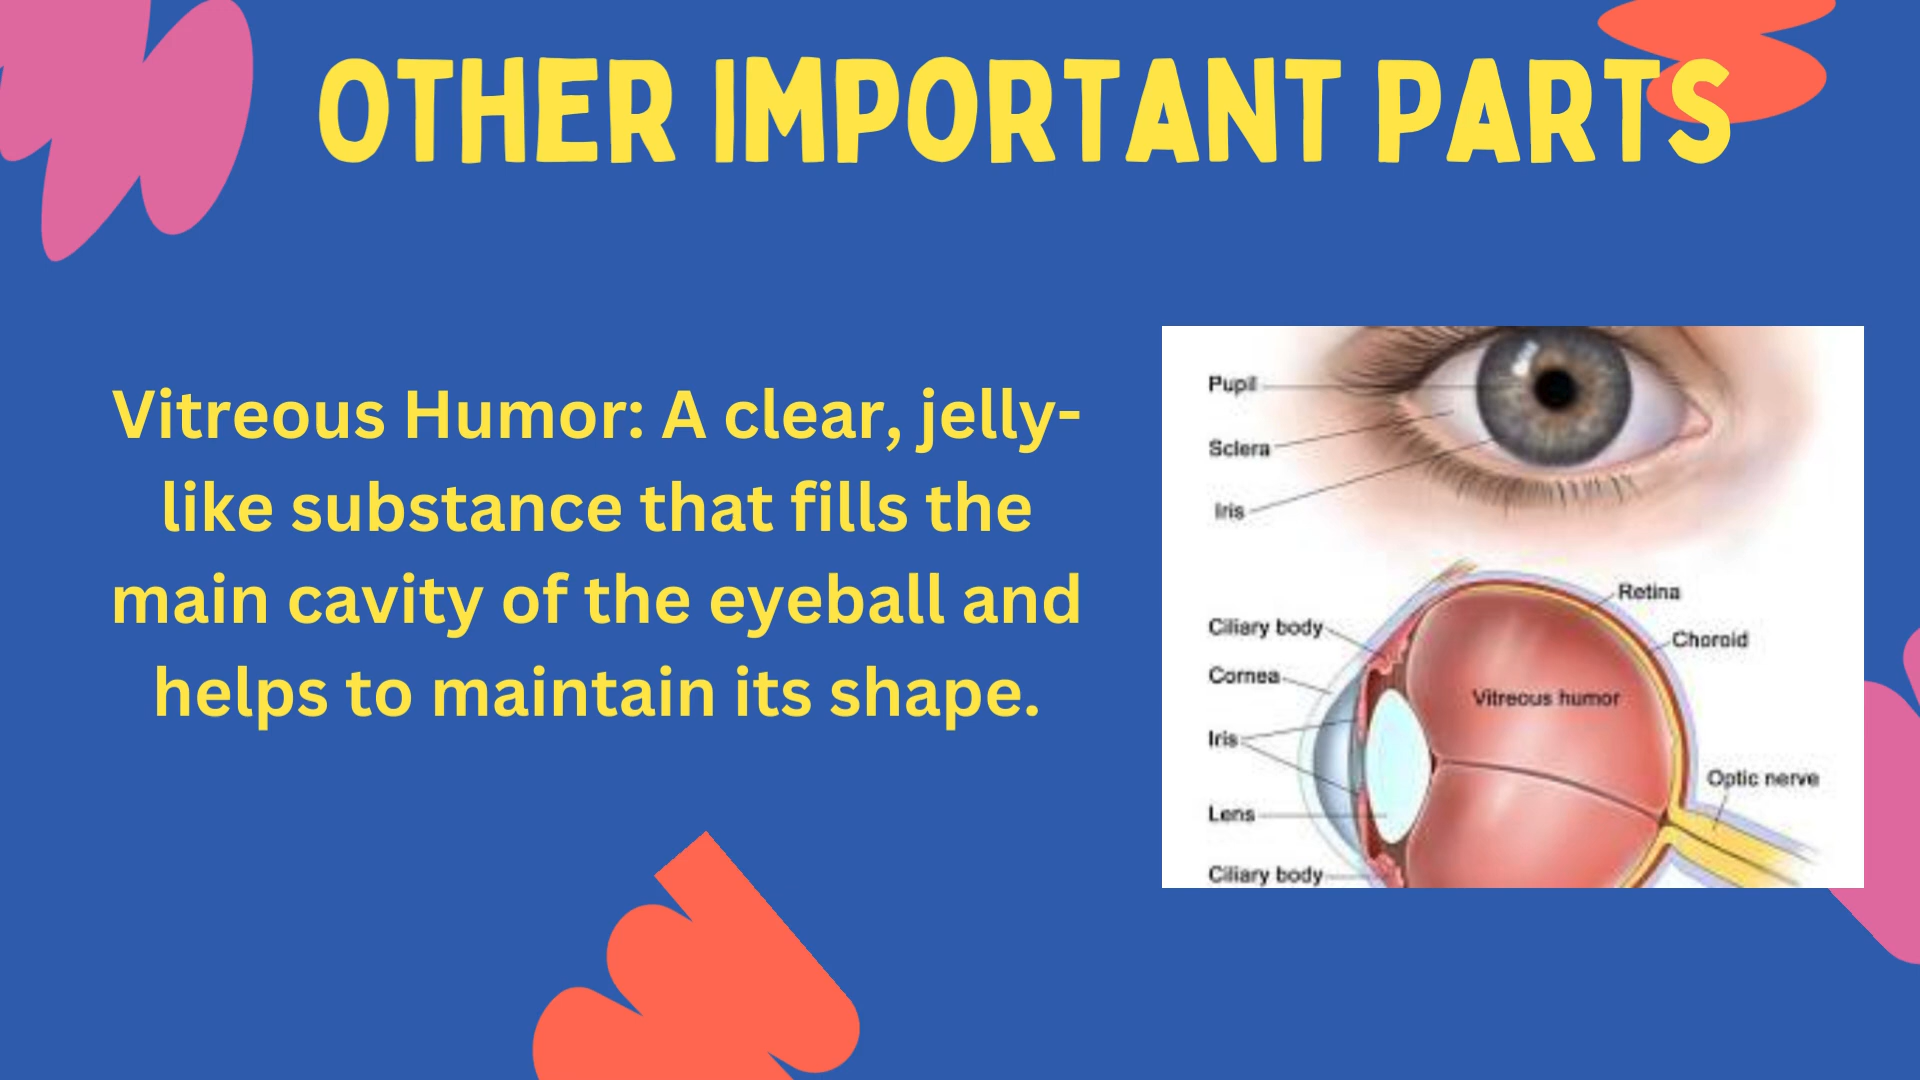 OTHER IMPORTANT PARTS
Vitreous Humor: A clear, jelly-
like substance that fills the
main cavity of the eyeball and
helps to maintain its shape.
Pupil
Sclera
Iris
Retina
Ciliary body
Choroid
Cornea
Vitreous humor
Iris
Optic nerve
Lens
Ciliary body